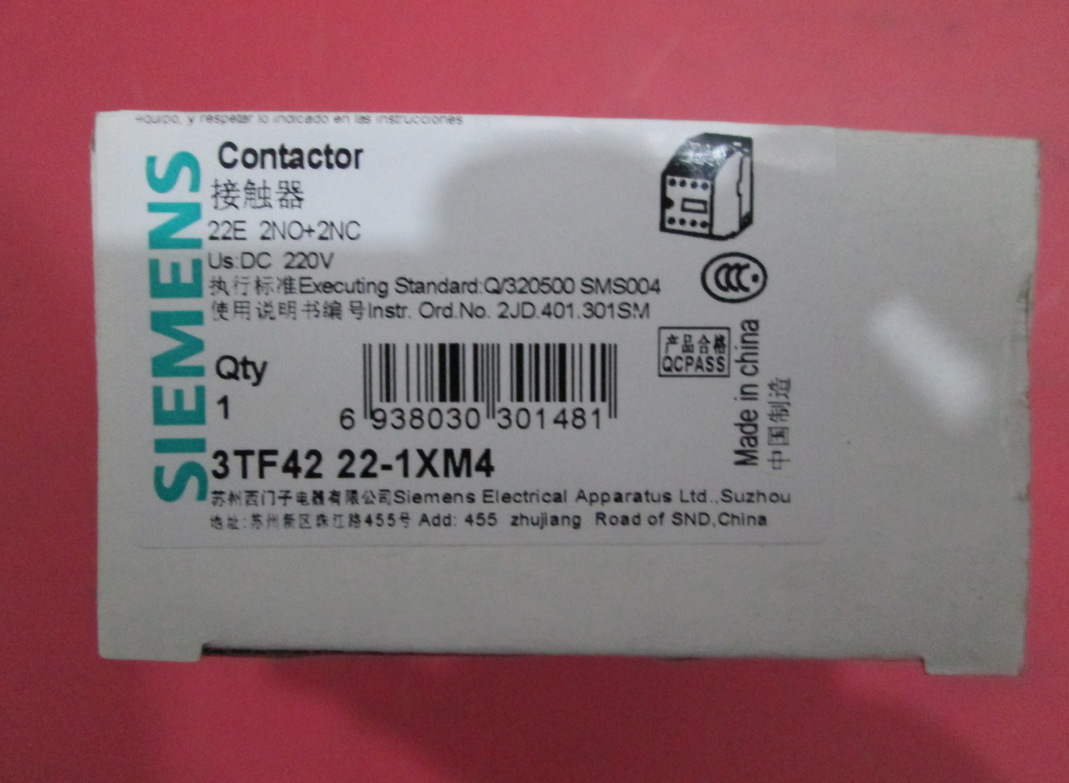 equipo, y respetar lo indicado en las instrucciones
SIEMENS
Contactor
接触器
22E 2NO+2NC
Us:DC 220V
执行标准Executing Standard:Q/320500 SMS004
使用说明书编号Instr. Ord.No. 2JD.401.301SM
CCC
产品合格
QCPASS
Made in china
中国制造
Qty
1
6 938030 301481
3TF42 22-1XM4
苏州西门子电器有限公司Siemens Electrical Apparatus Ltd.,Suzhou
地址:苏州新区珠江路455号 Add: 455 zhujiang Road of SND,China